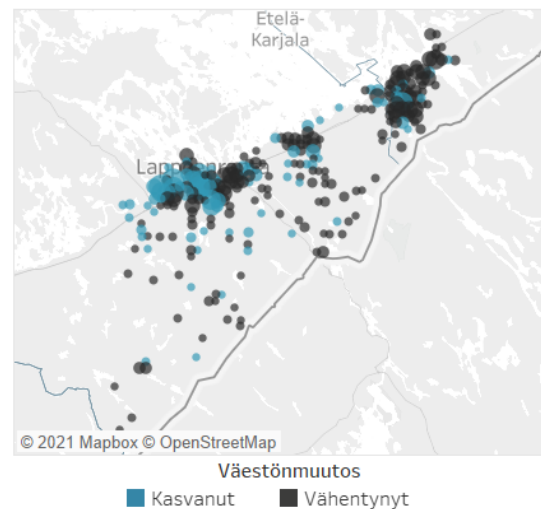 Etelä-
Karjala
© 2021 Mapbox © OpenStreetMap
Väestönmuutos
Kasvanut Vähentynyt